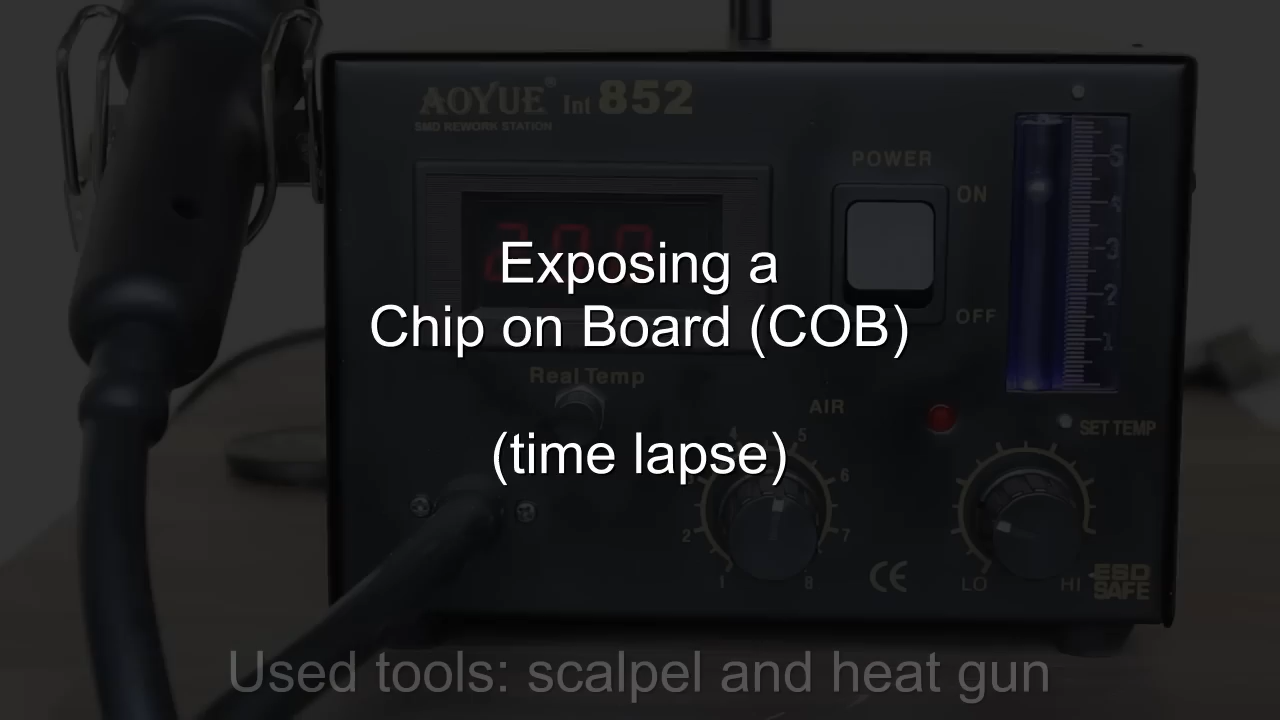 AOYUE® Int 852
SMD REWORK STATION
POWER
ON
OFF
200
5
4
3
2
1
Exposing a
Chip on Board (COB)
(time lapse)
Real Temp
AIR
SET TEMP
4 5
6
2 7
1 8
CE
LO HI
ESD
SAFE
Used tools: scalpel and heat gun